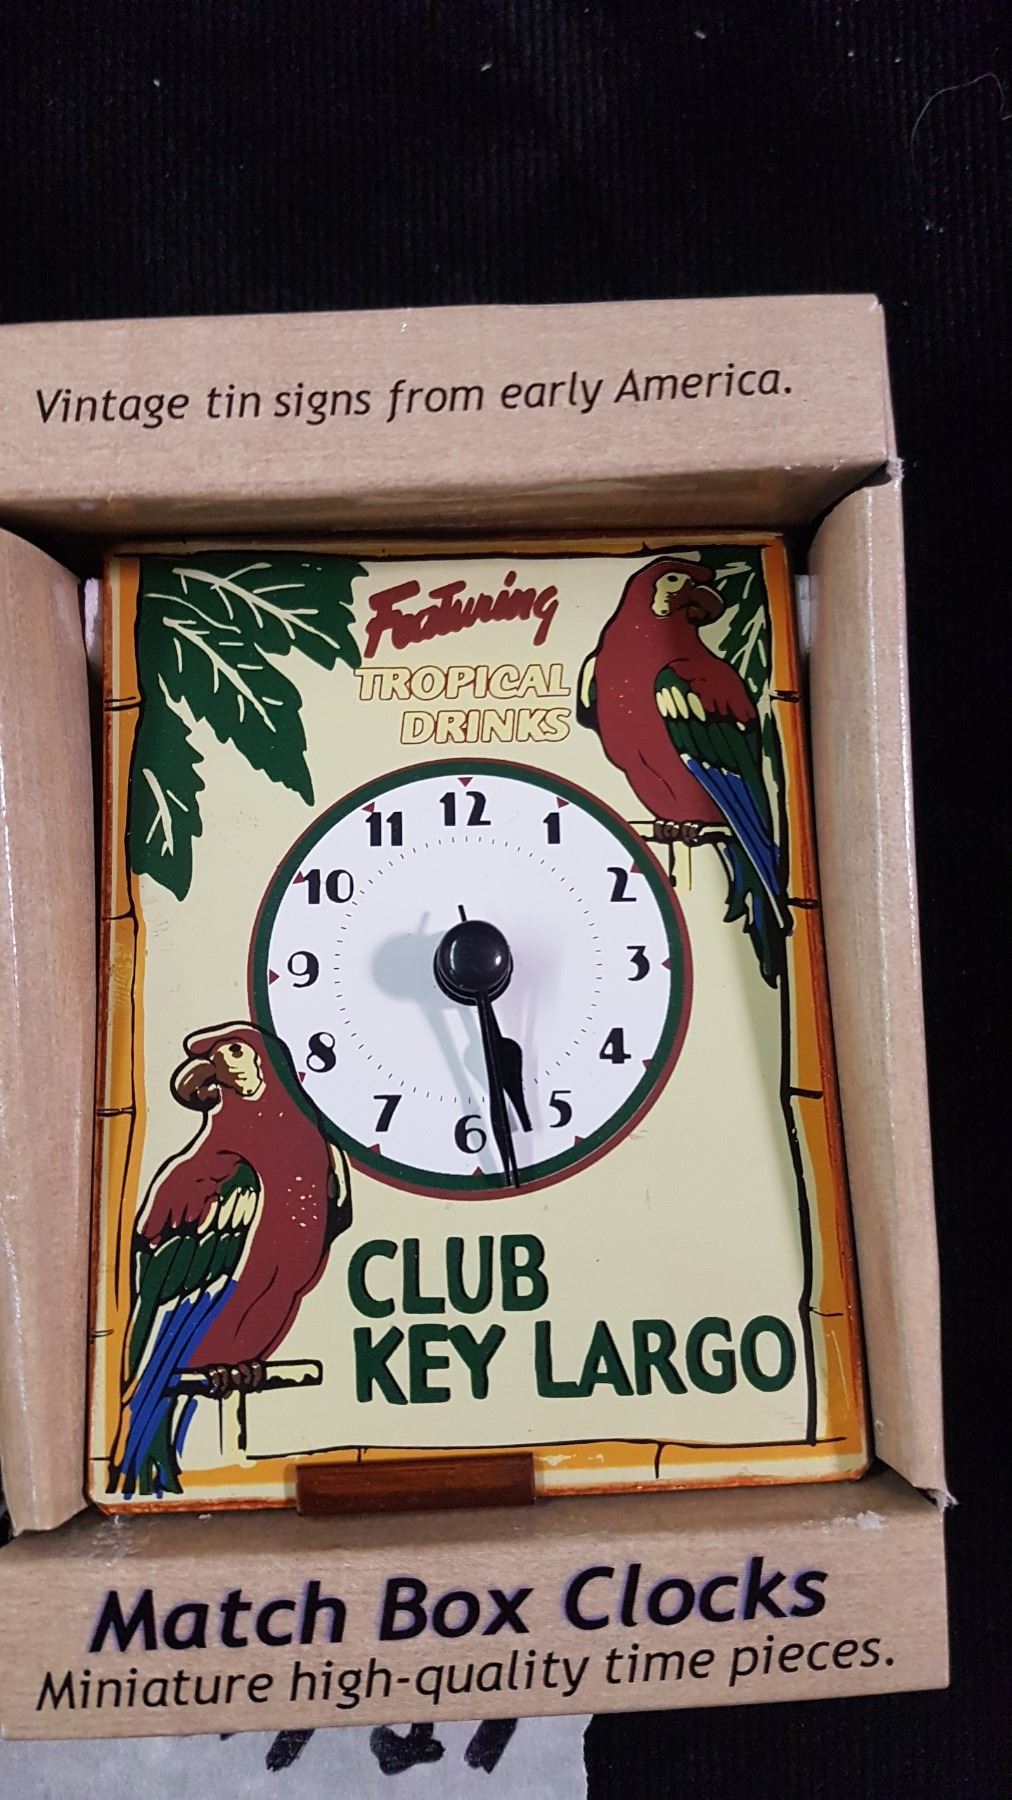 Vintage tin signs from early America.
Featuring
TROPICAL
DRINKS
12
11
1
10
2
9
3
8
4
7
5
6
CLUB
KEY LARGO
Match Box Clocks
Miniature high-quality time pieces.